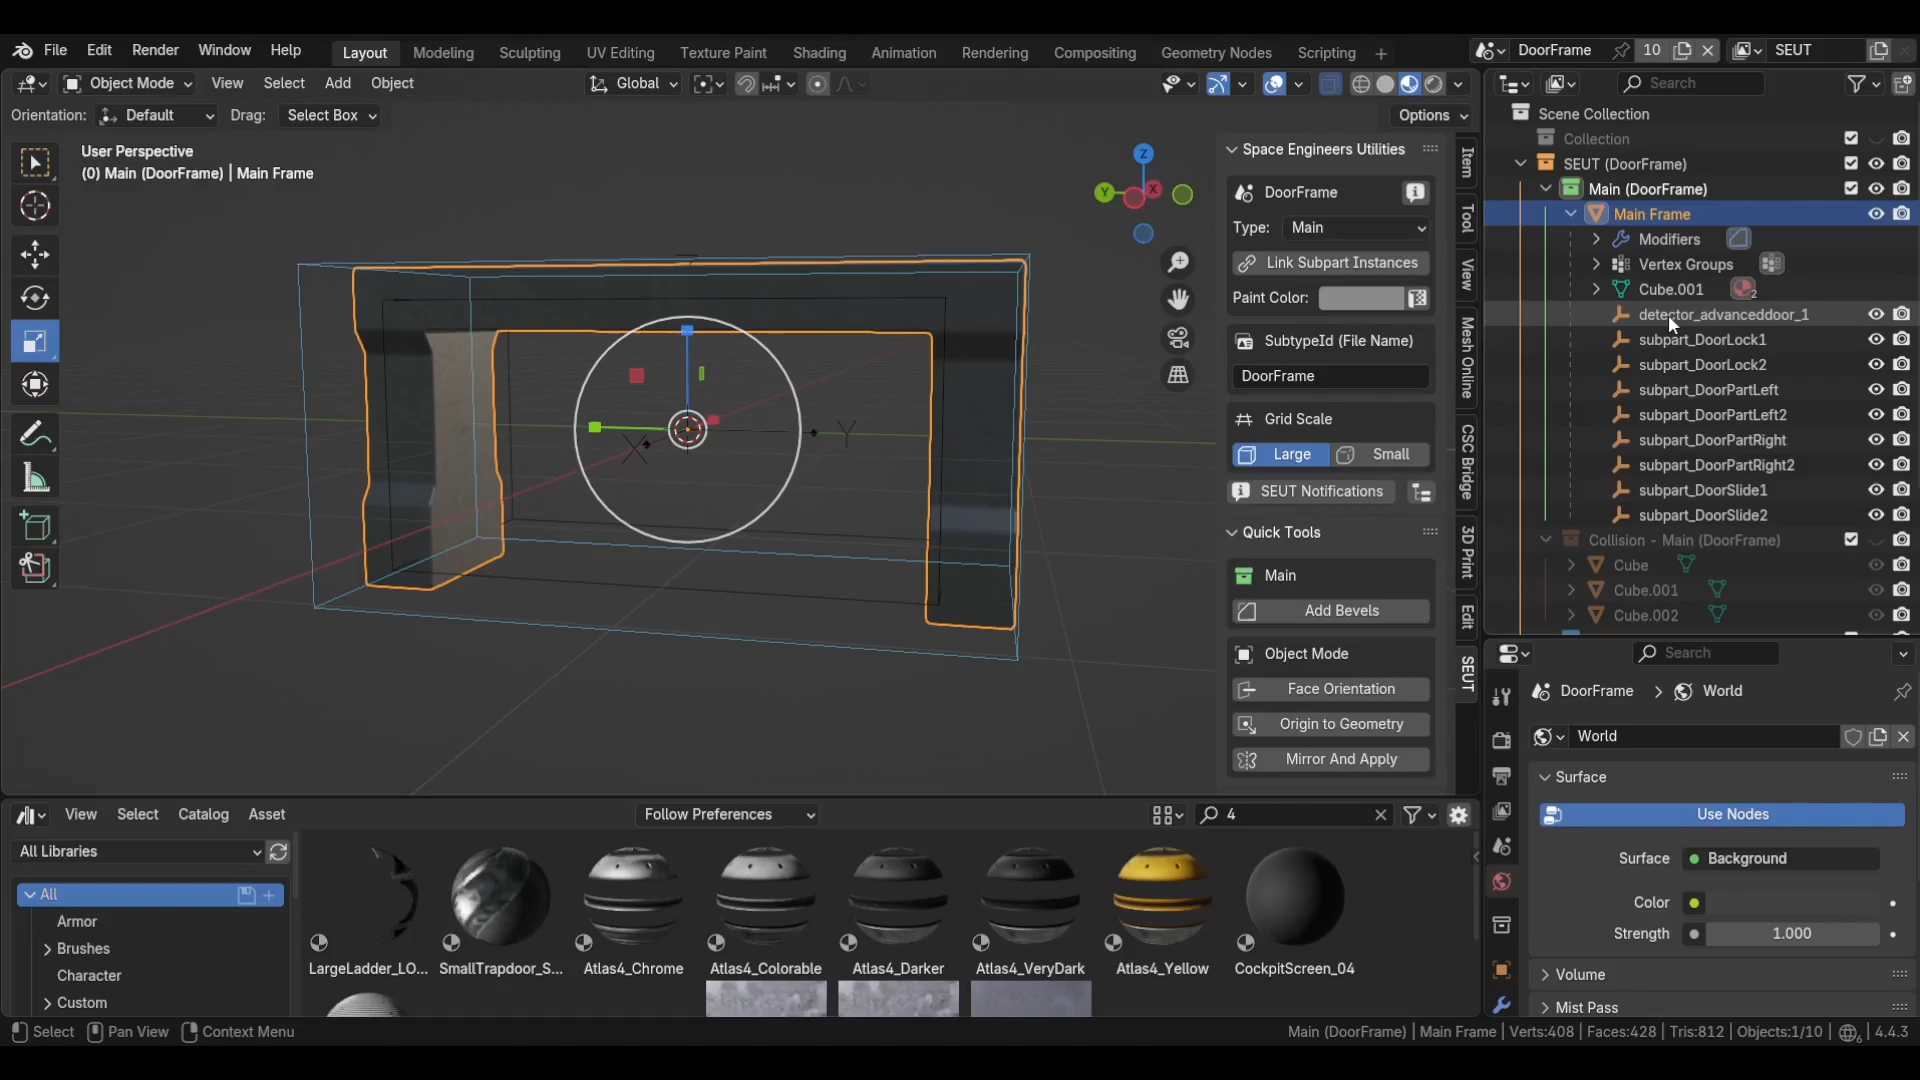 File Edit Render Window Help Layout Modeling Sculpting UV Editing Texture Paint Shading Animation Rendering Compositing Geometry Nodes Scripting DoorFrame 10 SEUT
Object Mode View Select Add Object Global Search
Orientation: Default Drag: Select Box Options
User Perspective
(0) Main (DoorFrame) | Main Frame
Z
Y
X
X
Y
Space Engineers Utilities
DoorFrame
Type: Main
Link Subpart Instances
Paint Color:
SubtypeId (File Name)
DoorFrame
Grid Scale
Large Small
SEUT Notifications
Quick Tools
Main
Add Bevels
Object Mode
Face Orientation
Origin to Geometry
Mirror And Apply
Item
Tool
View
Mesh Online
CSC Bridge
3D Print
Edit
SEUT
Scene Collection
Collection
SEUT (DoorFrame)
Main (DoorFrame)
Main Frame
Modifiers
Vertex Groups
Cube.001 2
detector_advanceddoor_1
subpart_DoorLock1
subpart_DoorLock2
subpart_DoorPartLeft
subpart_DoorPartLeft2
subpart_DoorPartRight
subpart_DoorPartRight2
subpart_DoorSlide1
subpart_DoorSlide2
Collision - Main (DoorFrame)
Cube
Cube.001
Cube.002
Search
DoorFrame > World
World
Surface
Use Nodes
Surface Background
Color
Strength 1.000
Volume
Mist Pass
View Select Catalog Asset Follow Preferences 4
All Libraries
All
Armor
Brushes
Character
Custom
LargeLadder_LO... SmallTrapdoor_S... Atlas4_Chrome Atlas4_Colorable Atlas4_Darker Atlas4_VeryDark Atlas4_Yellow CockpitScreen_04
Select Pan View Context Menu Main (DoorFrame) | Main Frame | Verts:408 | Faces:428 | Tris:812 | Objects:1/10 | 6 | 4.4.3